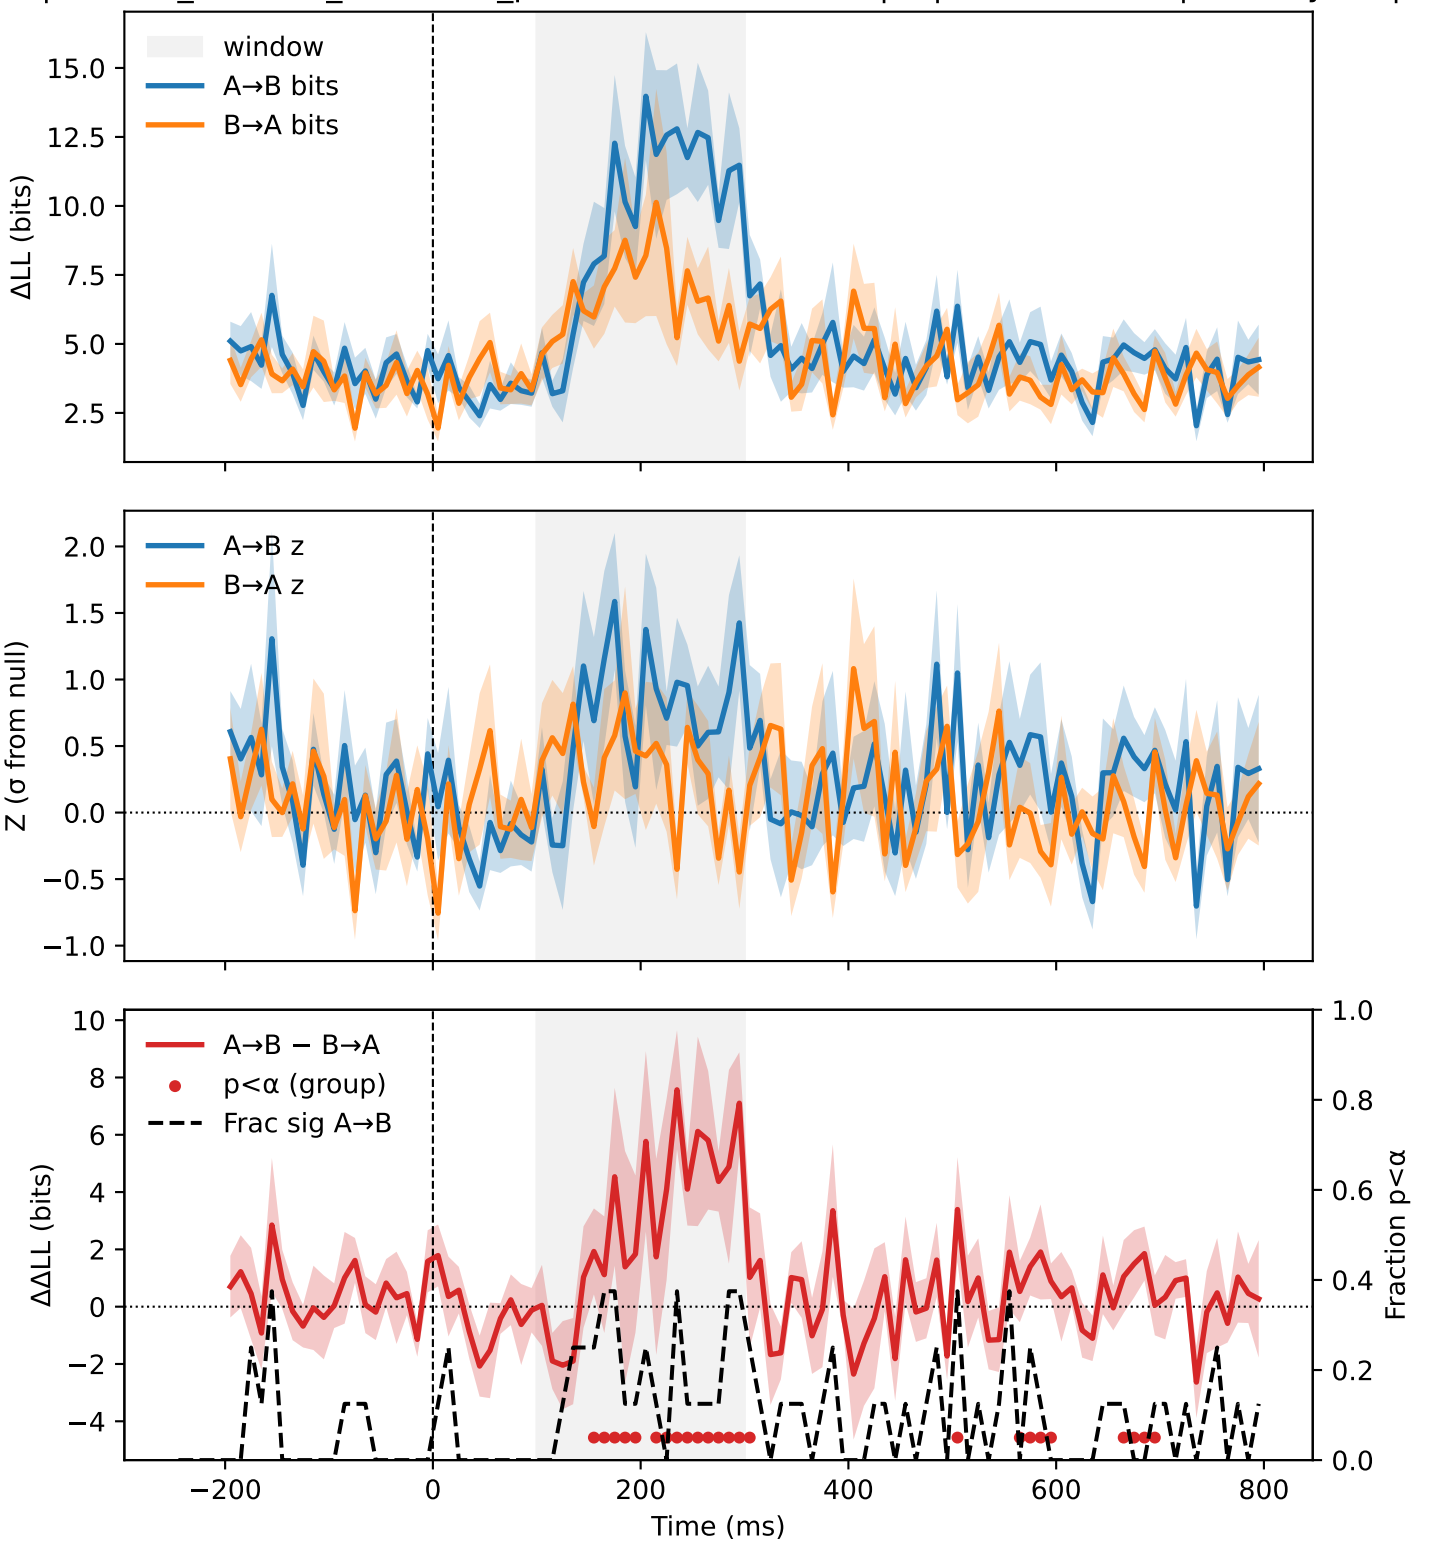 window
A→B bits
B→A bits
ΔLL (bits)
15.0
12.5
10.0
7.5
5.0
2.5
A→B z
B→A z
Z (σ from null)
2.0
1.5
1.0
0.5
0.0
−0.5
−1.0
A→B − B→A
p<α (group)
Frac sig A→B
ΔΔLL (bits)
10
8
6
4
2
0
−2
−4
1.0
0.8
0.6
0.4
0.2
0.0
Fraction p<α
−200 0 200 400 600 800
Time (ms)